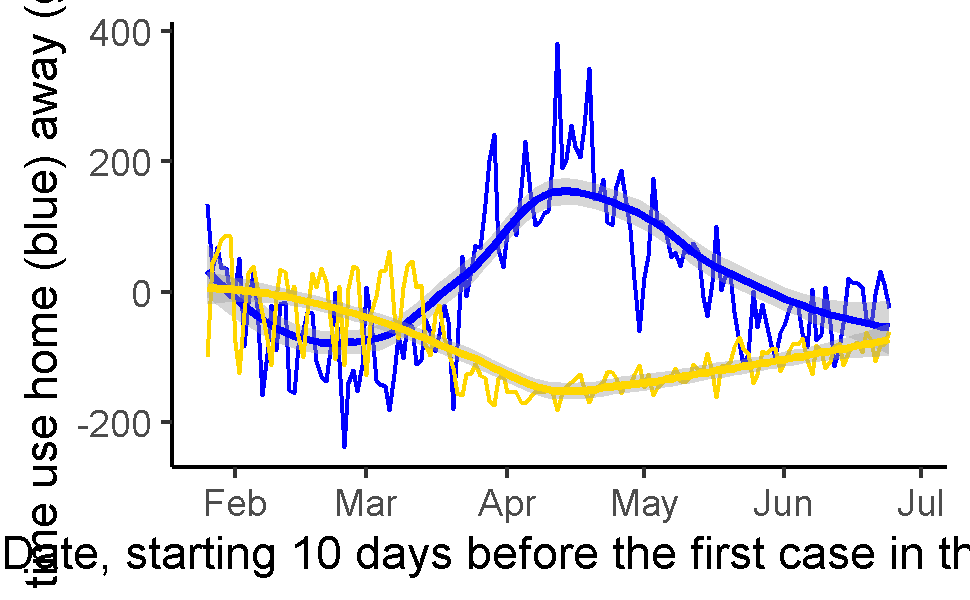 time use home (blue) away (
400
200
0
-200
Feb Mar Apr May Jun Jul
Date, starting 10 days before the first case in th